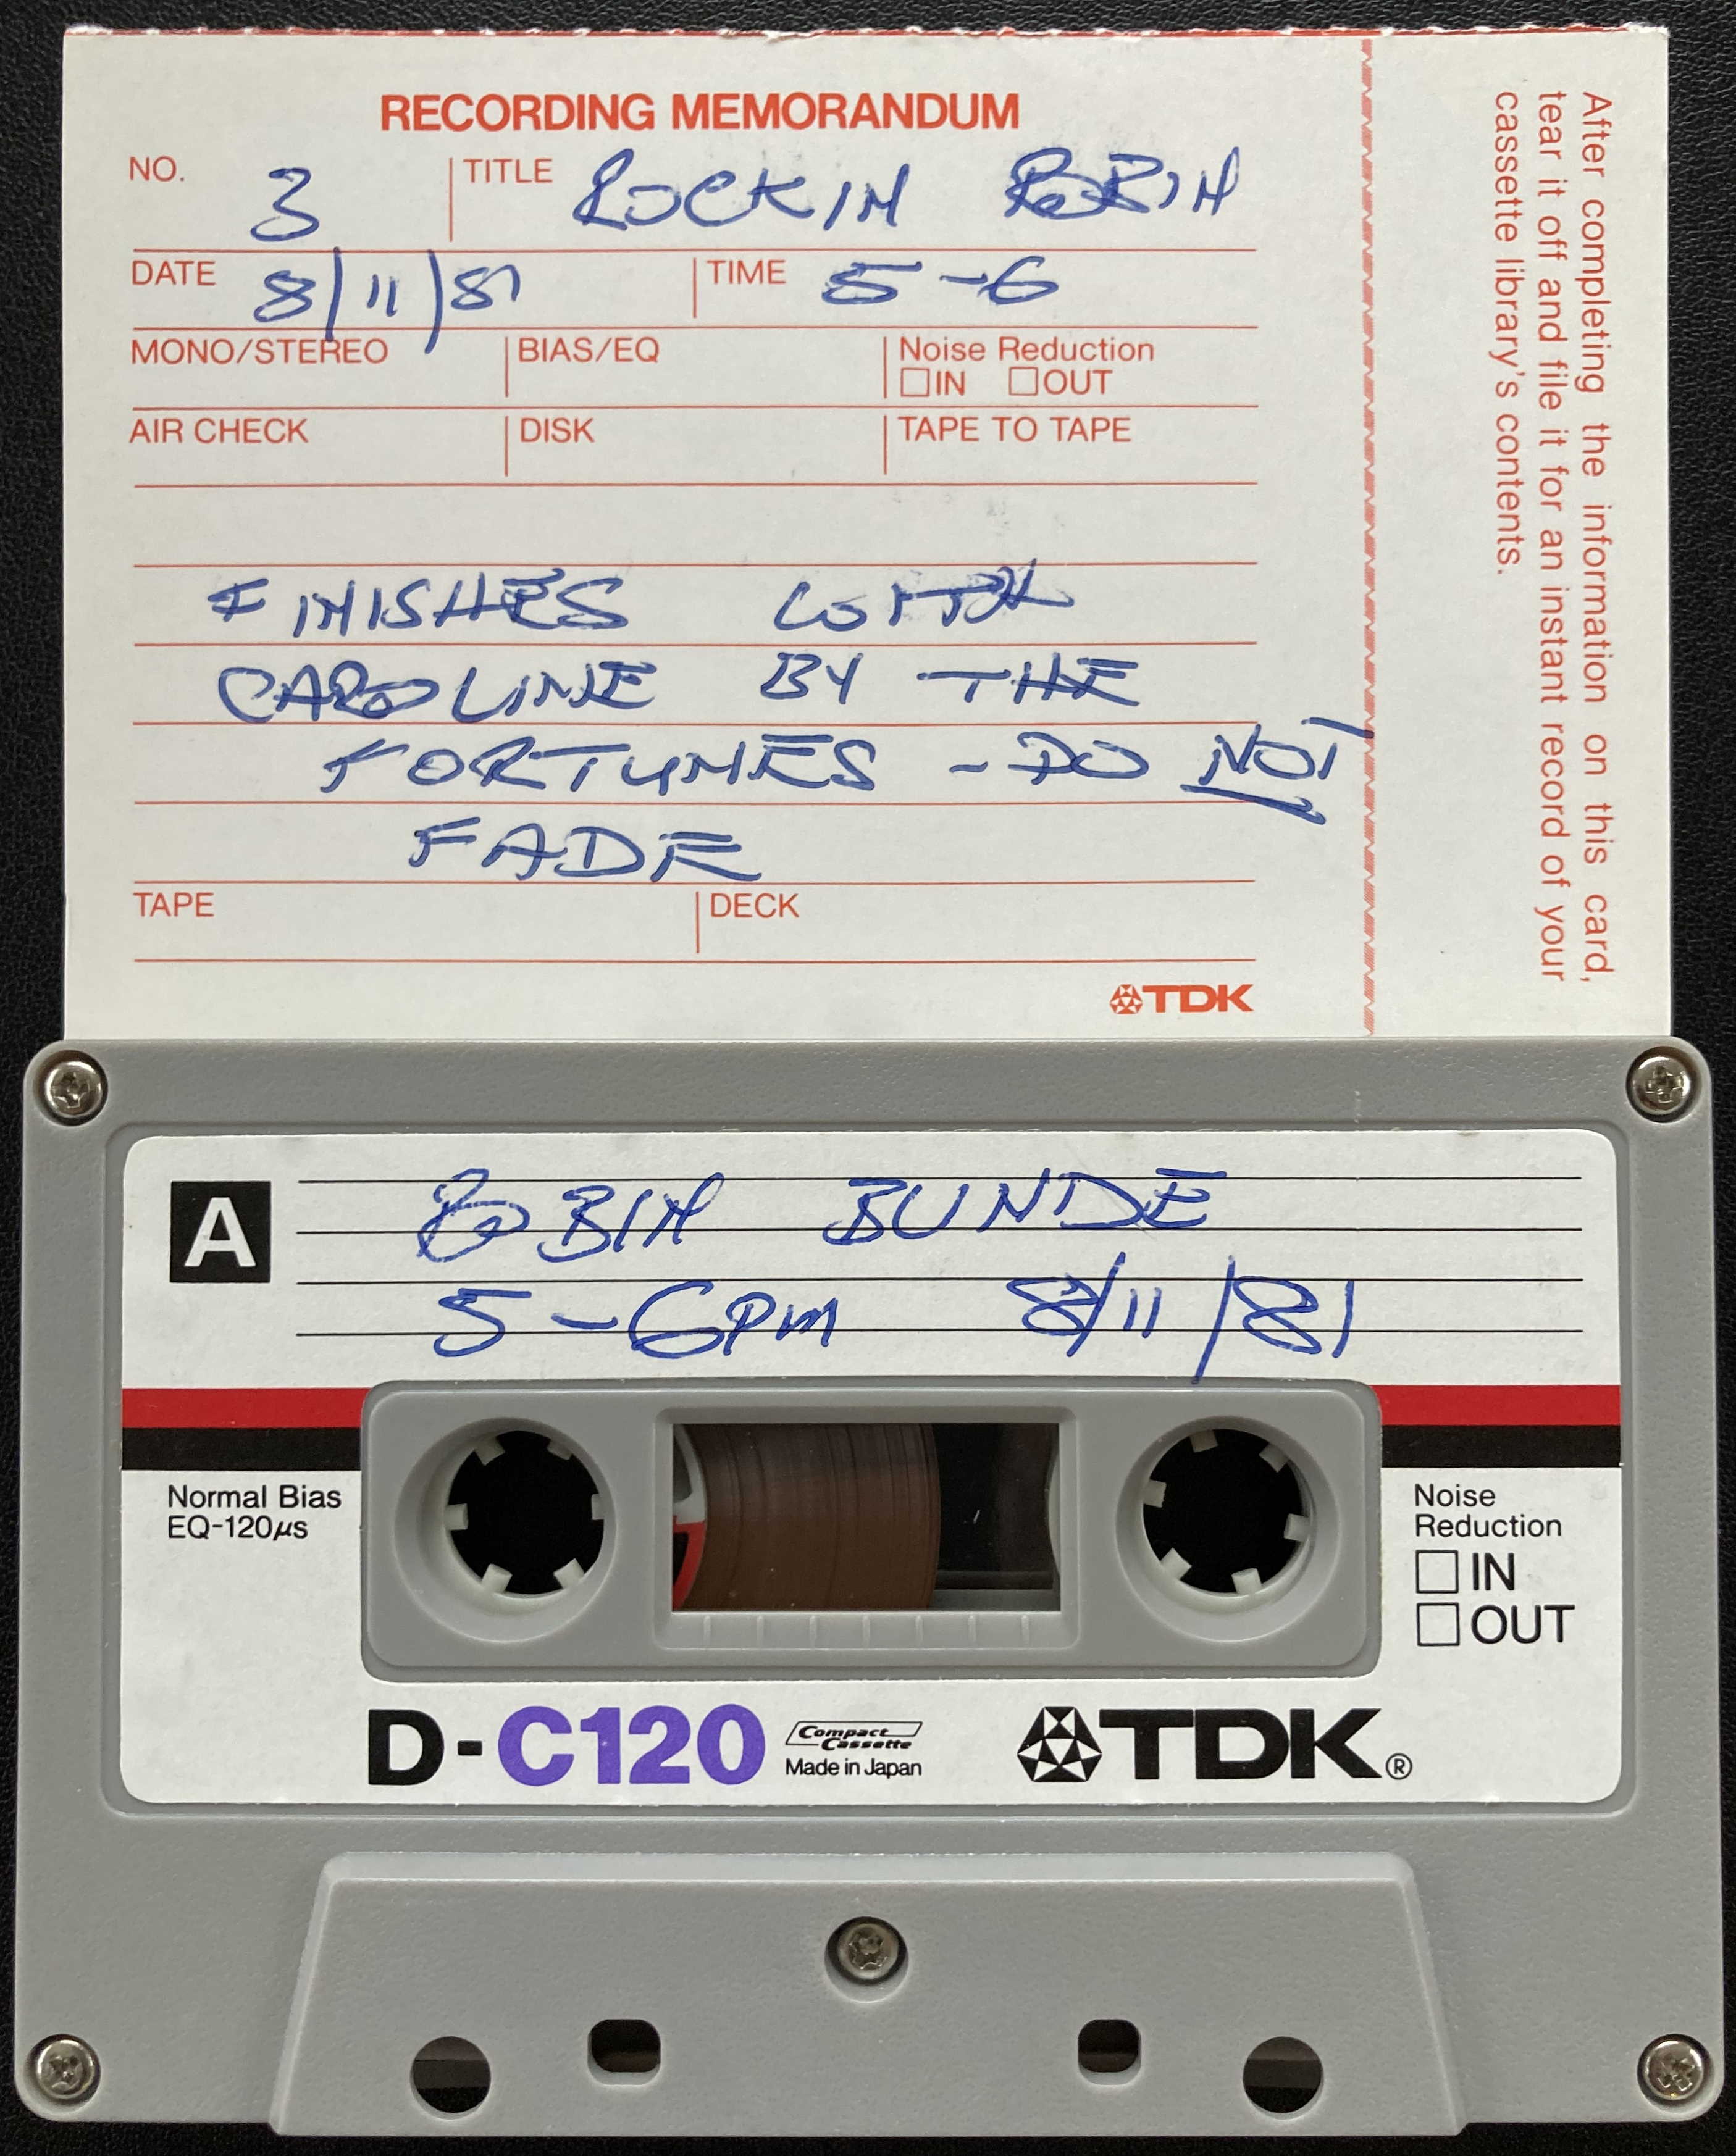 RECORDING MEMORANDUM
NO. 3 TITLE ROCKIN ROBIN
DATE 8/11/81 TIME 5-6
MONO/STEREO BIAS/EQ Noise Reduction
IN OUT
AIR CHECK DISK TAPE TO TAPE
FINISHES WITH
CAROLINE BY THE
FORTUNES - DO NOT
FADE
TAPE DECK
TDK
After completing the information on this card,
tear it off and file it for an instant record of your
cassette library's contents.
A
ROBIN BUNDE
5-6PM 8/11/81
Normal Bias
EQ-120μs
Noise
Reduction
IN
OUT
D-C120 Compact Cassette Made in Japan TDK®